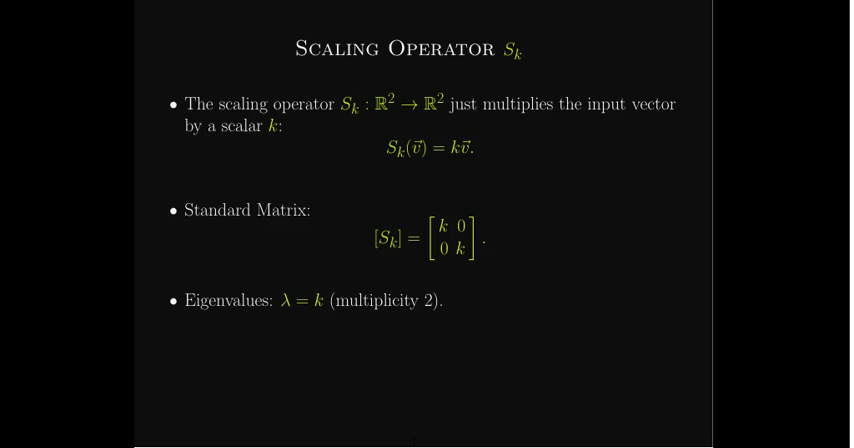 SCALING OPERATOR S_k
• The scaling operator S_k : ℝ² → ℝ² just multiplies the input vector
by a scalar k:
S_k(v⃗) = kv⃗.
• Standard Matrix:
[S_k] = [k 0
0 k].
• Eigenvalues: λ = k (multiplicity 2).